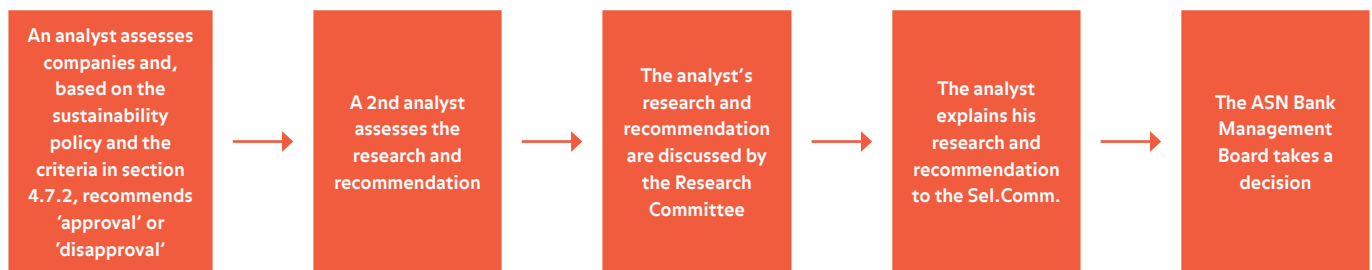 An analyst assesses
companies and,
based on the
sustainability
policy and the
criteria in section
4.7.2, recommends
’approval‘ or
’disapproval‘
A 2nd analyst
assesses the
research and
recommendation
The analyst‘s
research and
recommendation
are discussed by
the Research
Committee
The analyst
explains his
research and
recommendation
to the Sel.Comm.
The ASN Bank
Management
Board takes a
decision